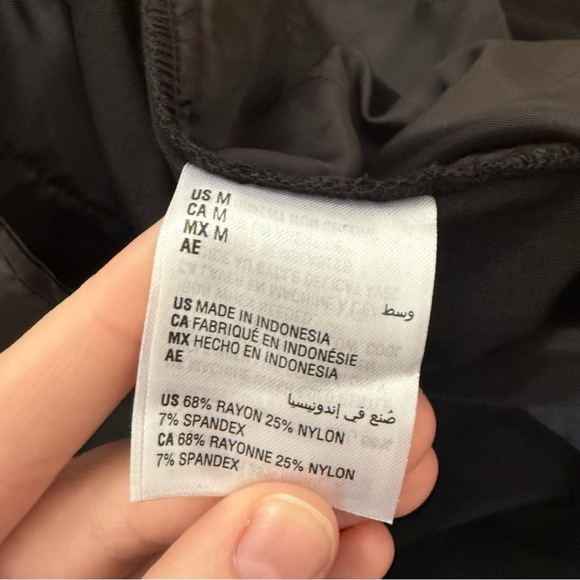 US M
CA M
MX M
AE
وسط
US MADE IN INDONESIA
CA FABRIQUÉ EN INDONÉSIE
MX HECHO EN INDONESIA
AE
صُنع في إندونيسيا
US 68% RAYON 25% NYLON
7% SPANDEX
CA 68% RAYONNE 25% NYLON
7% SPANDEX